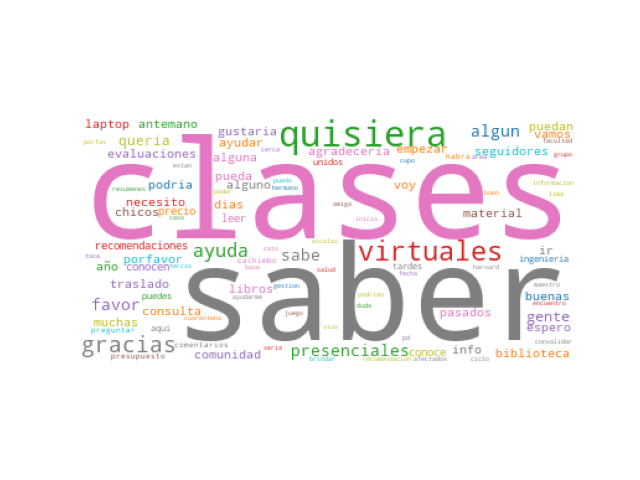 laptop antemano
quisiera
algun
puedan
gustaria
vamos
porfas
queria
ayudar
facultad
cerca
agradeceria
empezar
seguidores
evaluaciones
alguna
unidos
cupo
habra
area
grupo
estan
clases
pueda
puedo
resumenes
podria
alguno
hermano
voy
informacion
poder
buen
lima
necesito
caso
dias
amiga
chicos
precio
leer
inicio
material
recomendaciones
ayuda
cato
escalas
virtuales
ir
toca
porfavor
sabe
ingenieria
año
conocen
tercio
cachimbo
base
salud
tardes
harvard
saber
fecha
traslado
libros
gestion
maestro
puedes
ayudarme
podrian
buenas
favor
encuentro
duda
consulta
juego
pasados
gente
muchas
cuarentena
espero
preguntar
aqui
vivo
pd
convalidar
gracias
comentarios
seria
presenciales
conoce
info
presupuesto
comunidad
brindar
recomendacion
afectados
ciclo
biblioteca